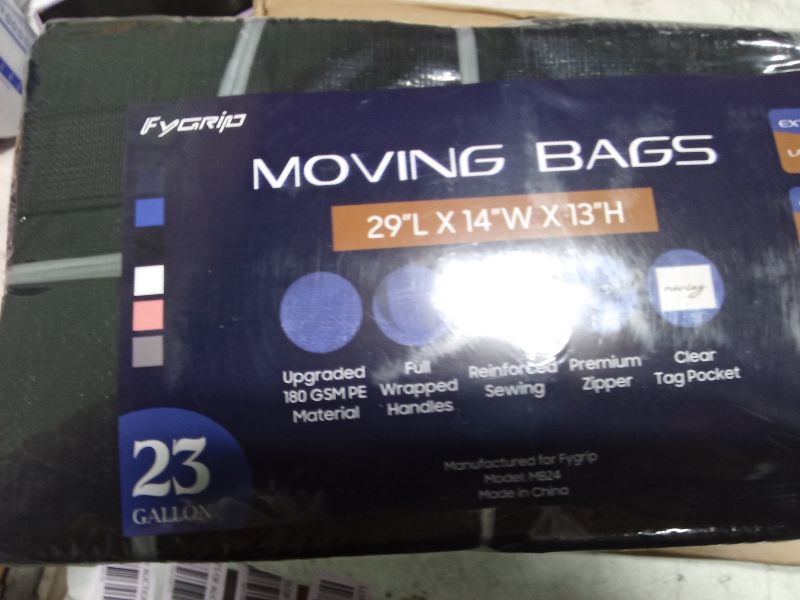 FYGRIP
MOVING BAGS
29"L X 14"W X 13"H
moving
Upgraded
180 GSM PE
Material
Full
Wrapped
Handles
Reinforced
Sewing
Premium
Zipper
Clear
Tag Pocket
23
GALLON
Manufactured for Fygrip
Model: MB24
Made in China